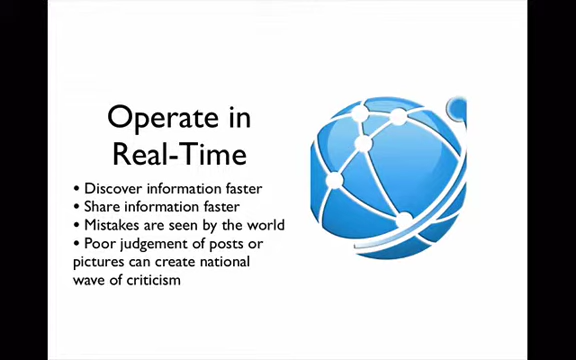 Operate in
Real-Time
• Discover information faster
• Share information faster
• Mistakes are seen by the world
• Poor judgement of posts or
pictures can create national
wave of criticism